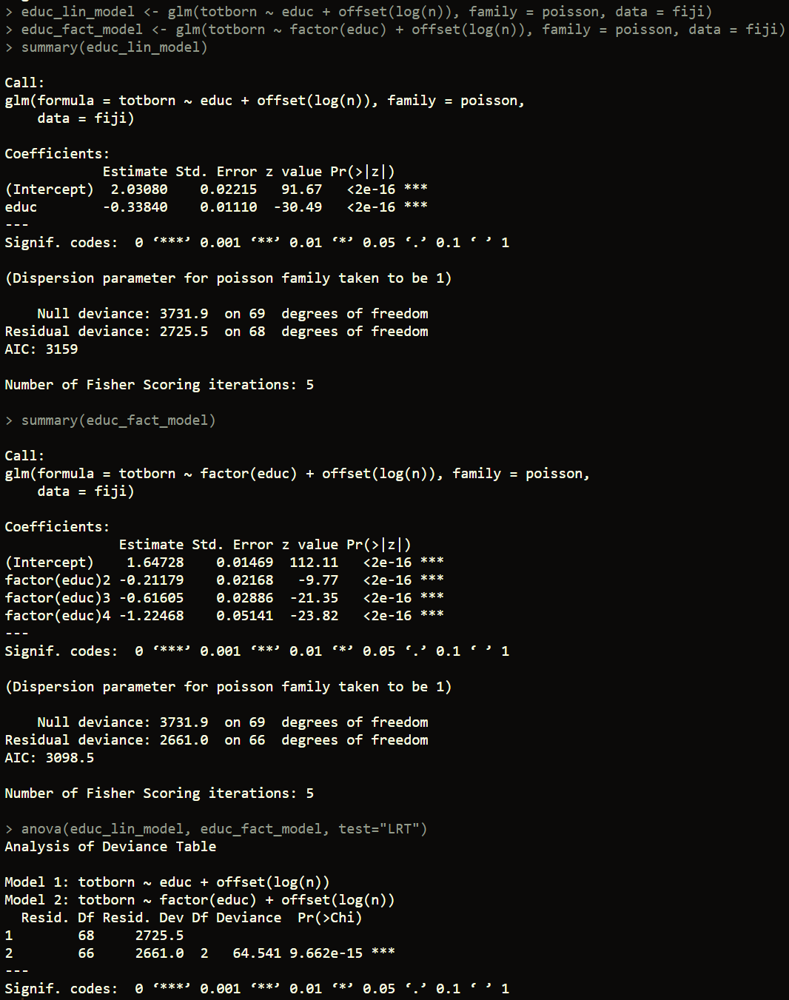 > educ_lin_model <- glm(totborn ~ educ + offset(log(n)), family = poisson, data = fiji)
> educ_fact_model <- glm(totborn ~ factor(educ) + offset(log(n)), family = poisson, data = fiji)
> summary(educ_lin_model)

Call:
glm(formula = totborn ~ educ + offset(log(n)), family = poisson,
    data = fiji)

Coefficients:
            Estimate Std. Error z value Pr(>|z|)
(Intercept)  2.03080    0.02215   91.67   <2e-16 ***
educ        -0.33840    0.01110  -30.49   <2e-16 ***
---
Signif. codes:  0 ‘***’ 0.001 ‘**’ 0.01 ‘*’ 0.05 ‘.’ 0.1 ‘ ’ 1

(Dispersion parameter for poisson family taken to be 1)

    Null deviance: 3731.9  on 69  degrees of freedom
Residual deviance: 2725.5  on 68  degrees of freedom
AIC: 3159

Number of Fisher Scoring iterations: 5

> summary(educ_fact_model)

Call:
glm(formula = totborn ~ factor(educ) + offset(log(n)), family = poisson,
    data = fiji)

Coefficients:
              Estimate Std. Error z value Pr(>|z|)
(Intercept)    1.64728    0.01469  112.11   <2e-16 ***
factor(educ)2 -0.21179    0.02168   -9.77   <2e-16 ***
factor(educ)3 -0.61605    0.02886  -21.35   <2e-16 ***
factor(educ)4 -1.22468    0.05141  -23.82   <2e-16 ***
---
Signif. codes:  0 ‘***’ 0.001 ‘**’ 0.01 ‘*’ 0.05 ‘.’ 0.1 ‘ ’ 1

(Dispersion parameter for poisson family taken to be 1)

    Null deviance: 3731.9  on 69  degrees of freedom
Residual deviance: 2661.0  on 66  degrees of freedom
AIC: 3098.5

Number of Fisher Scoring iterations: 5

> anova(educ_lin_model, educ_fact_model, test="LRT")
Analysis of Deviance Table

Model 1: totborn ~ educ + offset(log(n))
Model 2: totborn ~ factor(educ) + offset(log(n))
  Resid. Df Resid. Dev Df Deviance  Pr(>Chi)
1        68     2725.5
2        66     2661.0  2   64.541 9.662e-15 ***
---
Signif. codes:  0 ‘***’ 0.001 ‘**’ 0.01 ‘*’ 0.05 ‘.’ 0.1 ‘ ’ 1